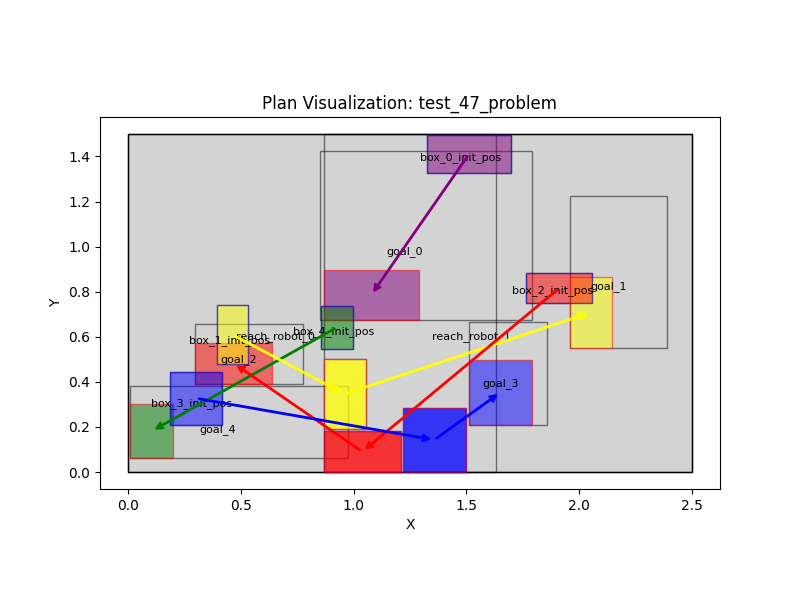 Plan Visualization: test_47_problem
Y
1.4
1.2
1.0
0.8
0.6
0.4
0.2
0.0
box_0_init_pos
goal_0
box_2_init_pos
goal_1
box_4_init_pos
reach_robot_0
reach_robot_1
box_1_init_pos
goal_2
goal_3
box_3_init_pos
goal_4
0.0 0.5 1.0 1.5 2.0 2.5
X